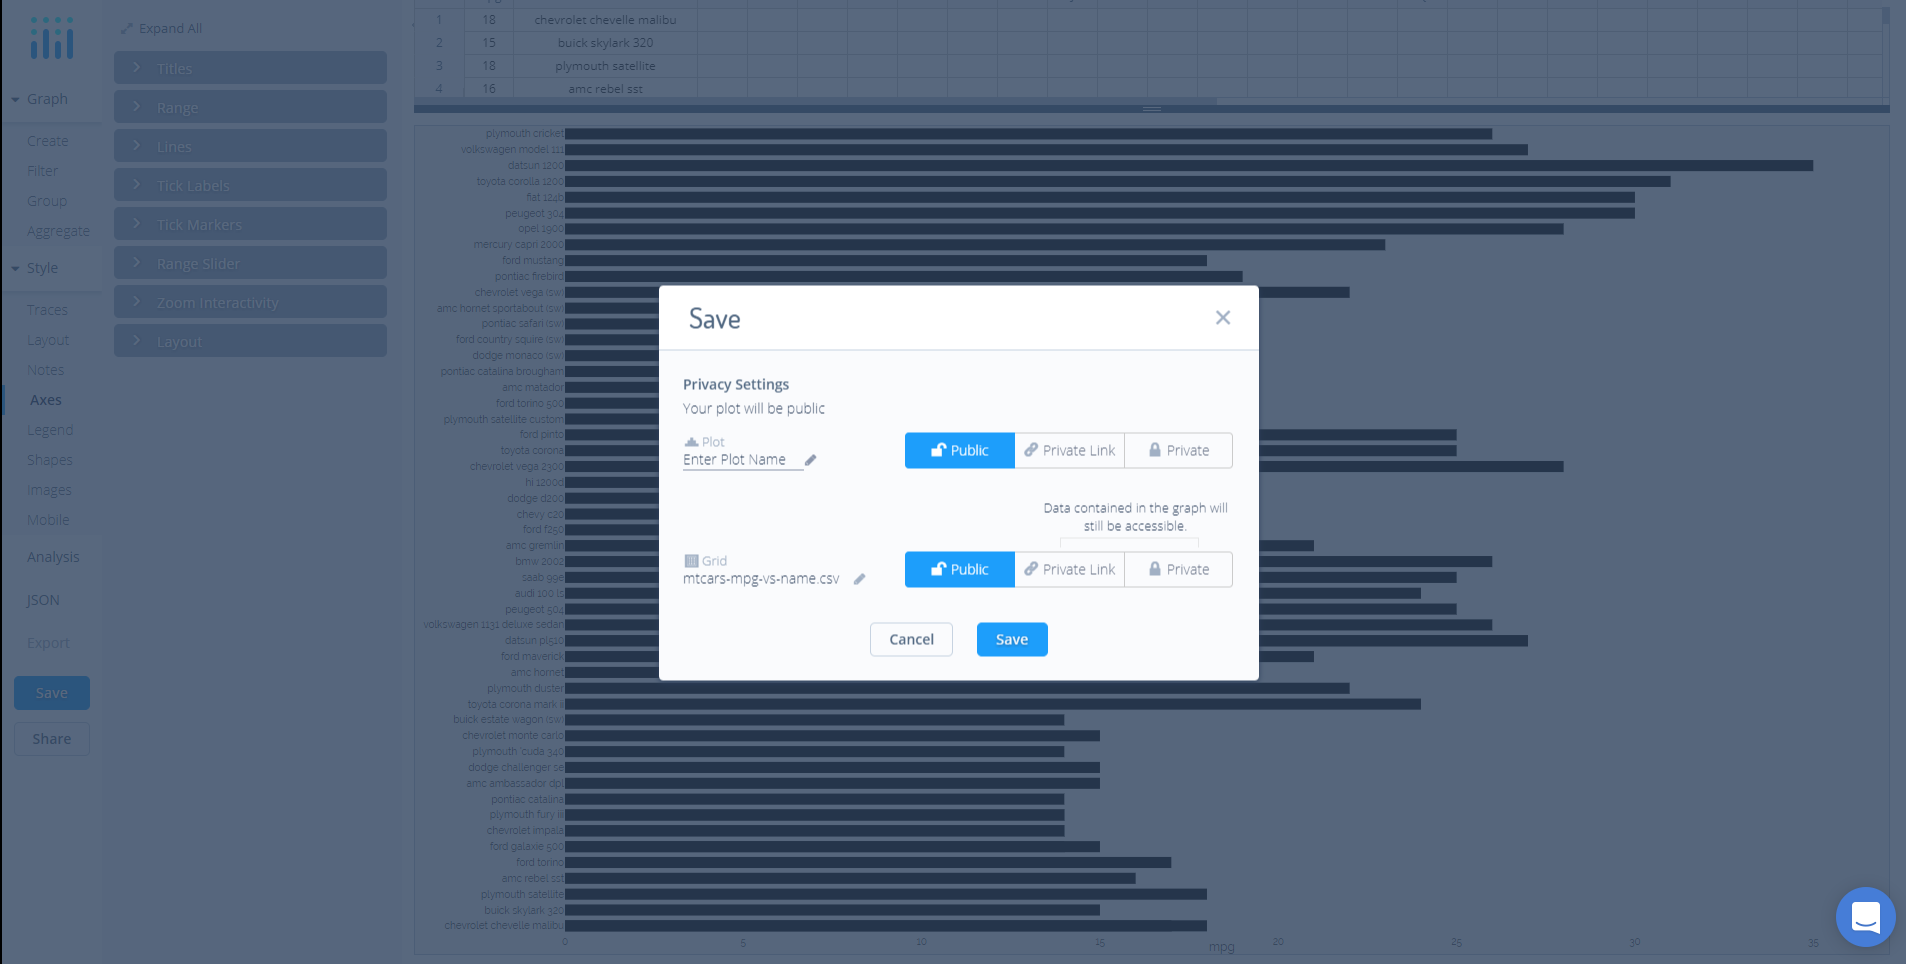 1 18 chevrolet chevelle malibu
2 15 buick skylark 320
3 18 plymouth satellite
4 16 amc rebel sst
Expand All
Titles
Range
Lines
Tick Labels
Tick Markers
Range Slider
Zoom Interactivity
Layout
Graph
Create
Filter
Group
Aggregate
Style
Traces
Layout
Notes
Axes
Legend
Shapes
Images
Mobile
Analysis
JSON
Export
Save
Share
plymouth cricket
volkswagen model 111
datsun 1200
toyota corolla 1200
fiat 124b
peugeot 304
opel 1900
mercury capri 2000
ford mustang
pontiac firebird
chevrolet vega (sw)
amc hornet sportabout (sw)
pontiac safari (sw)
ford country squire (sw)
dodge monaco (sw)
pontiac catalina brougham
amc matador
ford torino 500
plymouth satellite custom
ford pinto
toyota corona
chevrolet vega 2300
hi 1200d
dodge d200
chevy c20
ford f250
amc gremlin
bmw 2002
saab 99e
audi 100 ls
peugeot 504
volkswagen 1131 deluxe sedan
datsun pl510
ford maverick
amc hornet
plymouth duster
toyota corona mark ii
buick estate wagon (sw)
chevrolet monte carlo
plymouth 'cuda 340
dodge challenger se
amc ambassador dpl
pontiac catalina
plymouth fury iii
chevrolet impala
ford galaxie 500
ford torino
amc rebel sst
plymouth satellite
buick skylark 320
chevrolet chevelle malibu
0 5 10 15 20 25 30 35
mpg
Save
Privacy Settings
Your plot will be public
Plot
Enter Plot Name
Public Private Link Private
Data contained in the graph will
still be accessible.
Grid
mtcars-mpg-vs-name.csv
Public Private Link Private
Cancel Save